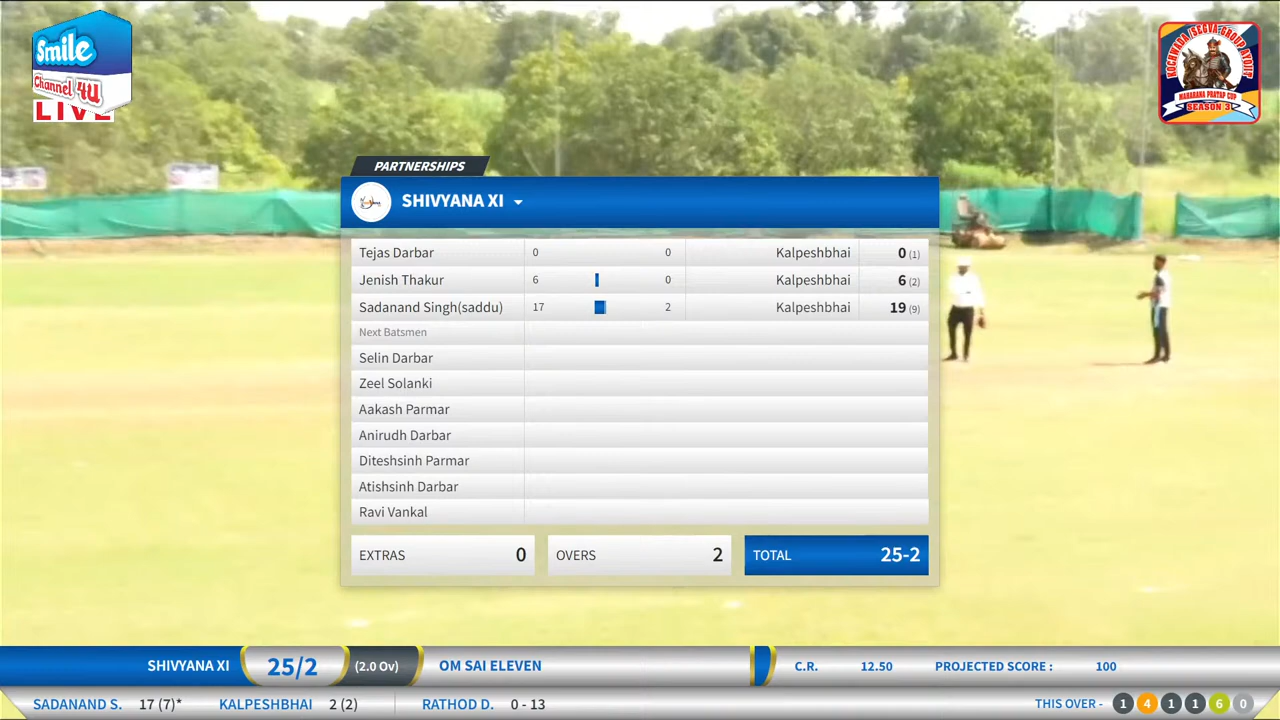 Smile
Channel 4U
LIVE
KOCHWADA/SEGVA GROUP AYOJIT
MAHARANA PRATAP CUP
SEASON 3
PARTNERSHIPS
SHIVYANA XI
Tejas Darbar 0 0 Kalpeshbhai 0 (1)
Jenish Thakur 6 0 Kalpeshbhai 6 (2)
Sadanand Singh(saddu) 17 2 Kalpeshbhai 19 (9)
Next Batsmen
Selin Darbar
Zeel Solanki
Aakash Parmar
Anirudh Darbar
Diteshsinh Parmar
Atishsinh Darbar
Ravi Vankal
EXTRAS 0 OVERS 2 TOTAL 25-2
SHIVYANA XI 25/2 (2.0 Ov) OM SAI ELEVEN C.R. 12.50 PROJECTED SCORE : 100
SADANAND S. 17 (7)* KALPESHBHAI 2 (2) RATHOD D. 0 - 13 THIS OVER - 1 4 1 1 6 0